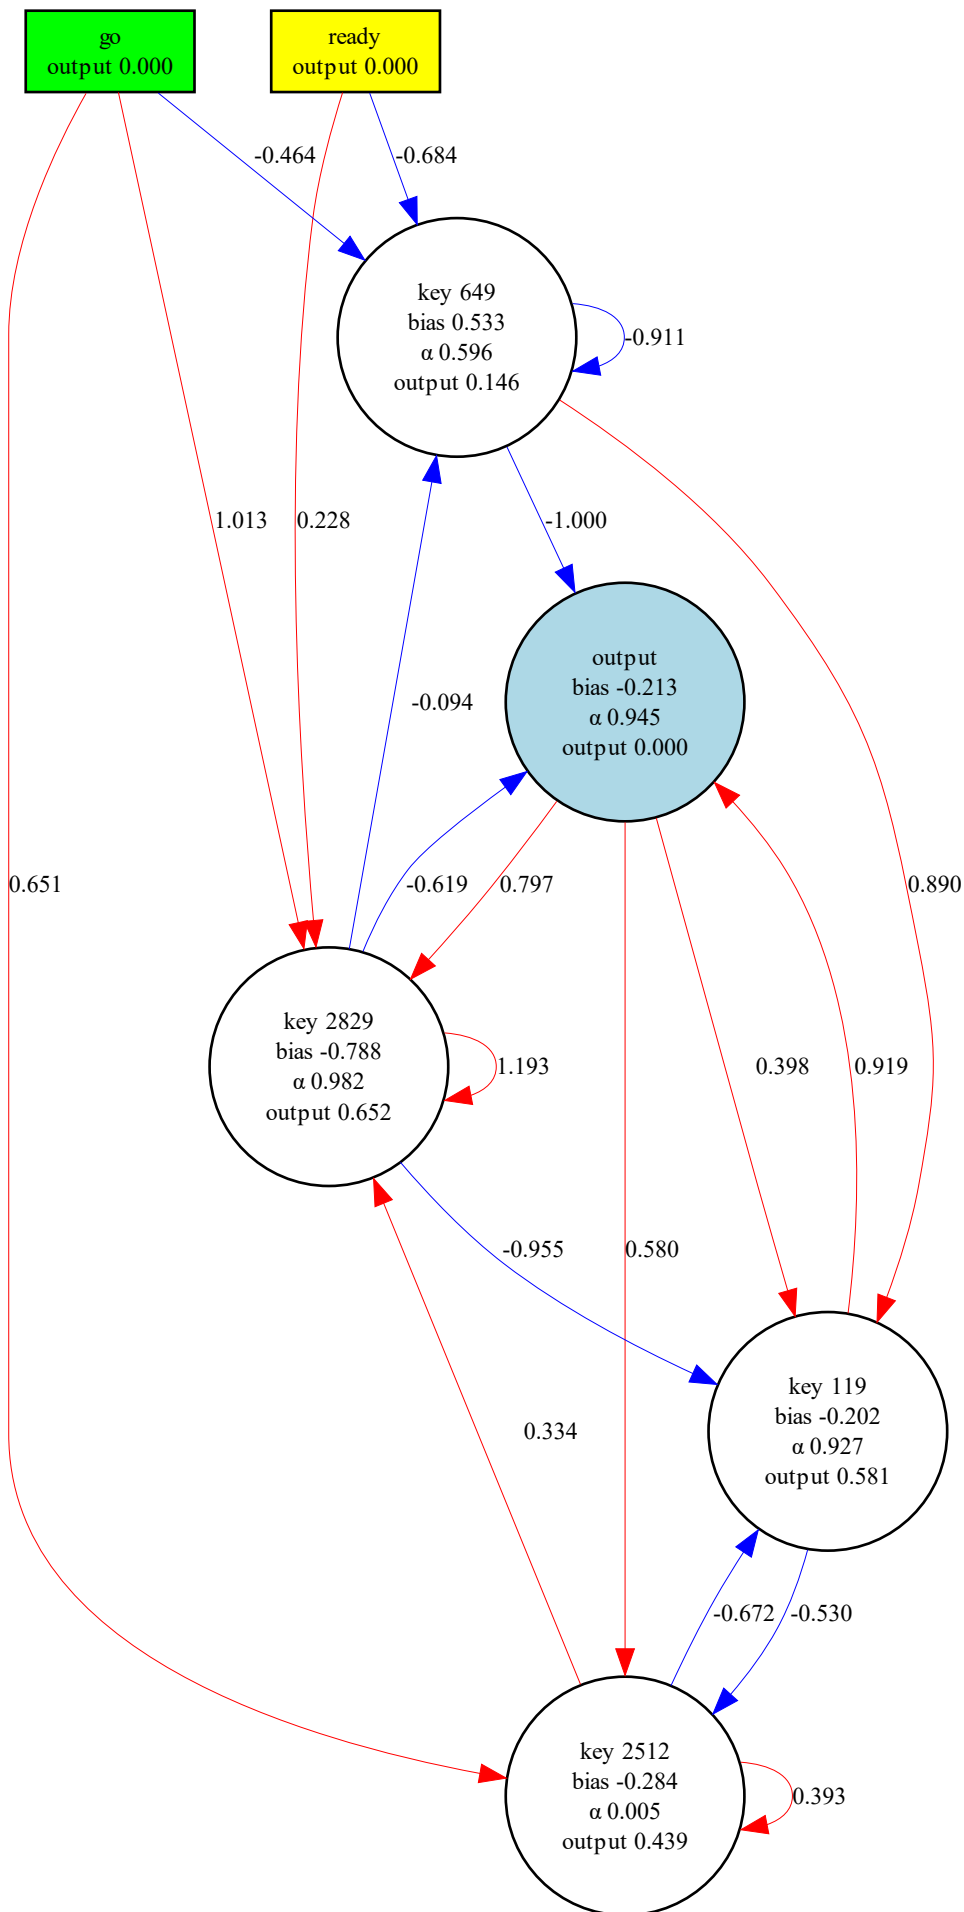 go
output 0.000
ready
output 0.000
-0.464
-0.684
key 649
bias 0.533
α 0.596
output 0.146
-0.911
1.013
0.228
-1.000
output
bias -0.213
α 0.945
output 0.000
-0.094
0.651
-0.619
0.797
0.890
key 2829
bias -0.788
α 0.982
output 0.652
1.193
0.398
0.919
-0.955
0.580
key 119
bias -0.202
α 0.927
output 0.581
0.334
-0.672
-0.530
key 2512
bias -0.284
α 0.005
output 0.439
0.393